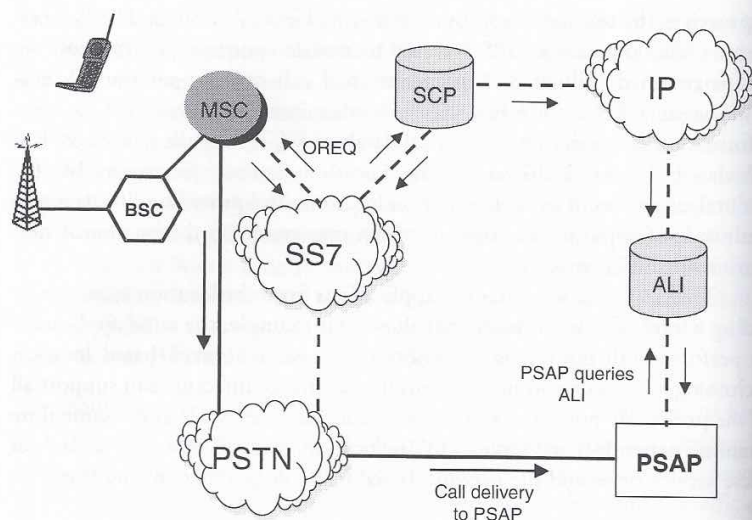 MSC
SCP
IP
OREQ
BSC
SS7
ALI
PSAP queries
ALI
PSTN
PSAP
Call delivery
to PSAP